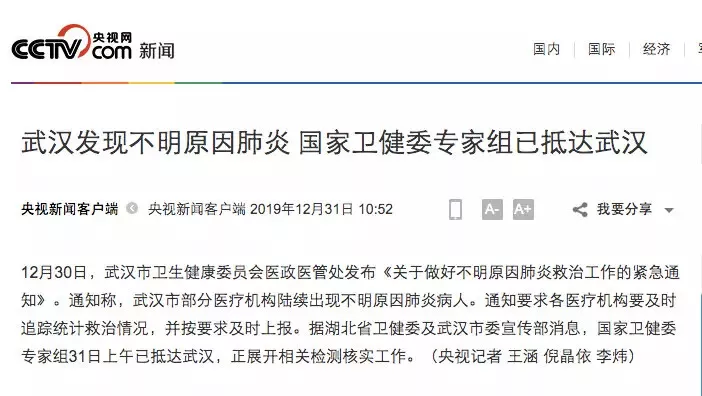 CCTV.com 央视网 新闻
国内 国际 经济
武汉发现不明原因肺炎 国家卫健委专家组已抵达武汉
央视新闻客户端 央视新闻客户端 2019年12月31日 10:52 A- A+ 我要分享
12月30日，武汉市卫生健康委员会医政医管处发布《关于做好不明原因肺炎救治工作的紧急通
知》。通知称，武汉市部分医疗机构陆续出现不明原因肺炎病人。通知要求各医疗机构要及时
追踪统计救治情况，并按要求及时上报。据湖北省卫健委及武汉市委宣传部消息，国家卫健委
专家组31日上午已抵达武汉，正展开相关检测核实工作。（央视记者 王涵 倪晶依 李炜）